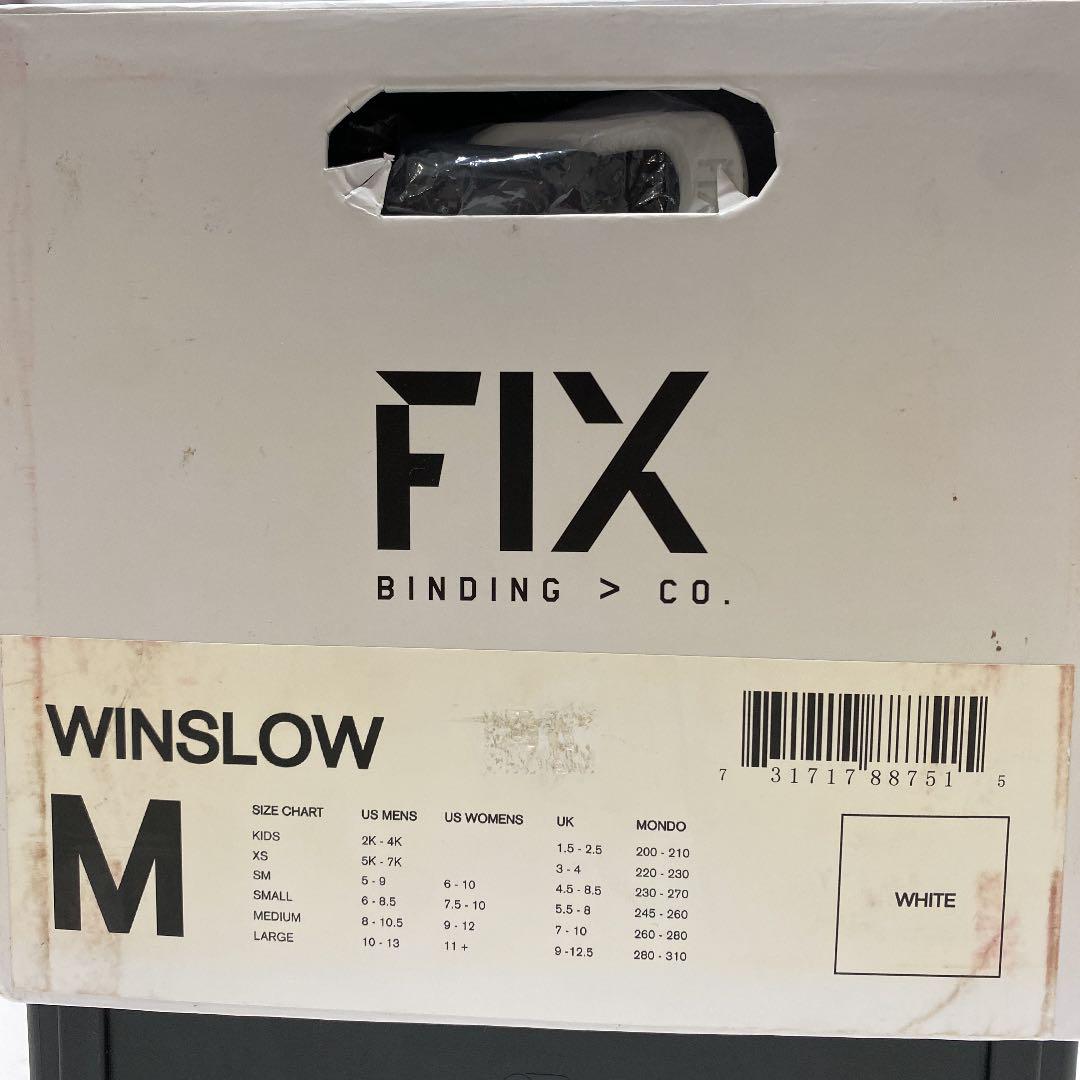 FIX
BINDING > CO.
WINSLOW
M
7 31717 88751 5
SIZE CHART US MENS US WOMENS UK MONDO
KIDS 2K - 4K 1.5 - 2.5 200 - 210
XS 5K - 7K 3 - 4 220 - 230
SM 5 - 9 6 - 10 4.5 - 8.5 230 - 270
SMALL 6 - 8.5 7.5 - 10 5.5 - 8 245 - 260
MEDIUM 8 - 10.5 9 - 12 7 - 10 260 - 280
LARGE 10 - 13 11 + 9 -12.5 280 - 310
WHITE